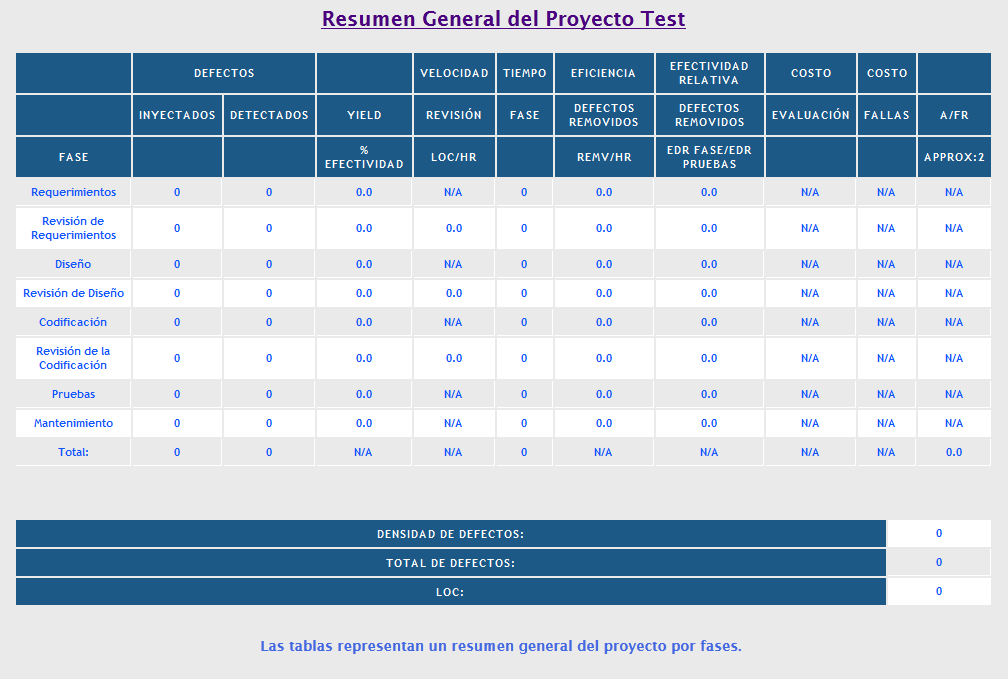 Resumen General del Proyecto Test
DEFECTOS VELOCIDAD TIEMPO EFICIENCIA EFECTIVIDAD RELATIVA COSTO COSTO
INYECTADOS DETECTADOS YIELD REVISIÓN FASE DEFECTOS REMOVIDOS DEFECTOS REMOVIDOS EVALUACIÓN FALLAS A/FR
FASE % EFECTIVIDAD LOC/HR REMV/HR EDR FASE/EDR PRUEBAS APPROX:2
Requerimientos 0 0 0.0 N/A 0 0.0 0.0 N/A N/A N/A
Revisión de Requerimientos 0 0 0.0 0.0 0 0.0 0.0 N/A N/A N/A
Diseño 0 0 0.0 N/A 0 0.0 0.0 N/A N/A N/A
Revisión de Diseño 0 0 0.0 0.0 0 0.0 0.0 N/A N/A N/A
Codificación 0 0 0.0 N/A 0 0.0 0.0 N/A N/A N/A
Revisión de la Codificación 0 0 0.0 0.0 0 0.0 0.0 N/A N/A N/A
Pruebas 0 0 0.0 N/A 0 0.0 0.0 N/A N/A N/A
Mantenimiento 0 0 0.0 N/A 0 0.0 0.0 N/A N/A N/A
Total: 0 0 N/A N/A 0 N/A N/A N/A N/A 0.0
DENSIDAD DE DEFECTOS: 0
TOTAL DE DEFECTOS: 0
LOC: 0
Las tablas representan un resumen general del proyecto por fases.